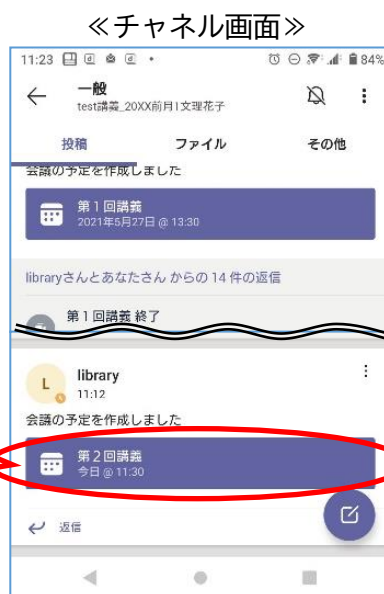 ≪チャネル画面≫
11:23 84%
一般
test講義_20XX前月1文理花子
投稿 ファイル その他
会議の予定を作成しました
第1回講義
2021年5月27日 @ 13:30
libraryさんとあなたさん からの 14 件の返信
第1回講義 終了
L library
11:12
会議の予定を作成しました
第2回講義
今日 @ 11:30
返信